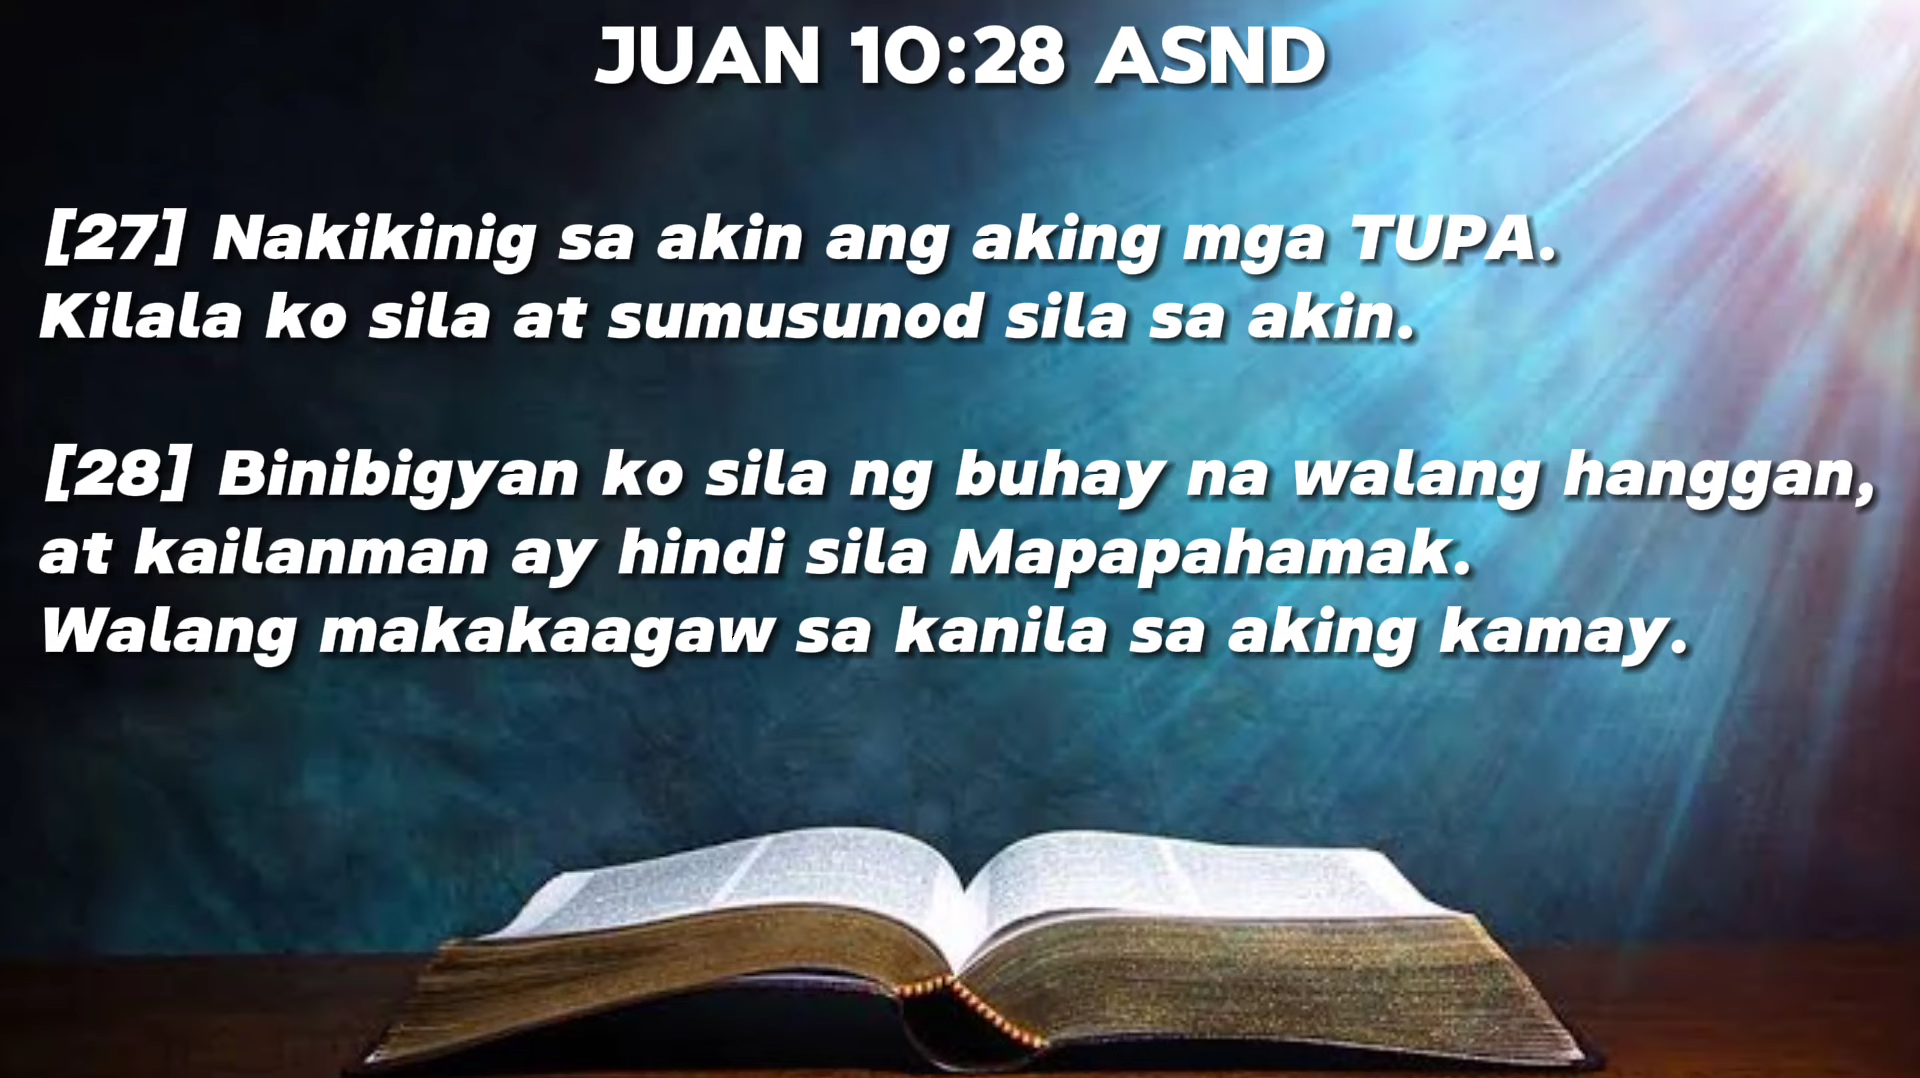 JUAN 10:28 ASND
[27] Nakikinig sa akin ang aking mga TUPA.
Kilala ko sila at sumusunod sila sa akin.
[28] Binibigyan ko sila ng buhay na walang hanggan,
at kailanman ay hindi sila Mapapahamak.
Walang makakaagaw sa kanila sa aking kamay.